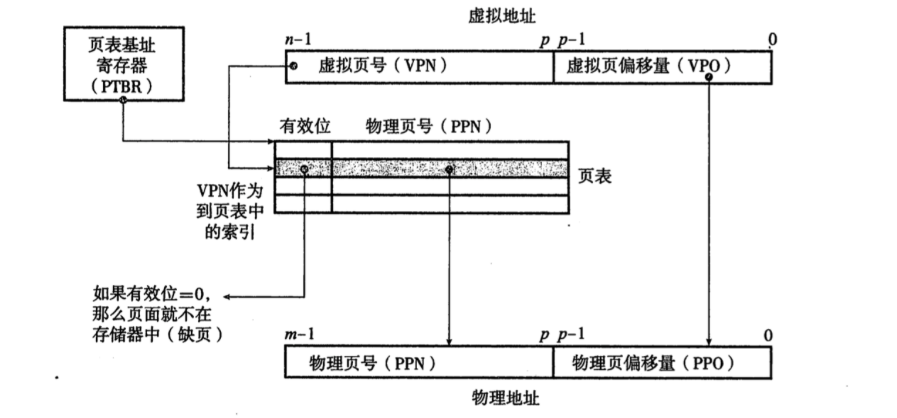 虚拟地址
n-1
p
p-1
0
页表基址
寄存器
（PTBR）
虚拟页号（VPN）
虚拟页偏移量（VPO）
有效位
物理页号（PPN）
页表
VPN作为
到页表中
的索引
如果有效位=0，
那么页面就不在
存储器中（缺页）
m-1
p
p-1
0
物理页号（PPN）
物理页偏移量（PPO）
物理地址